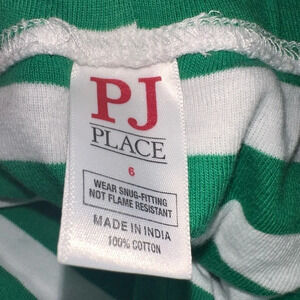 PJ
PLACE
6
WEAR SNUG-FITTING
NOT FLAME RESISTANT
MADE IN INDIA
100% COTTON